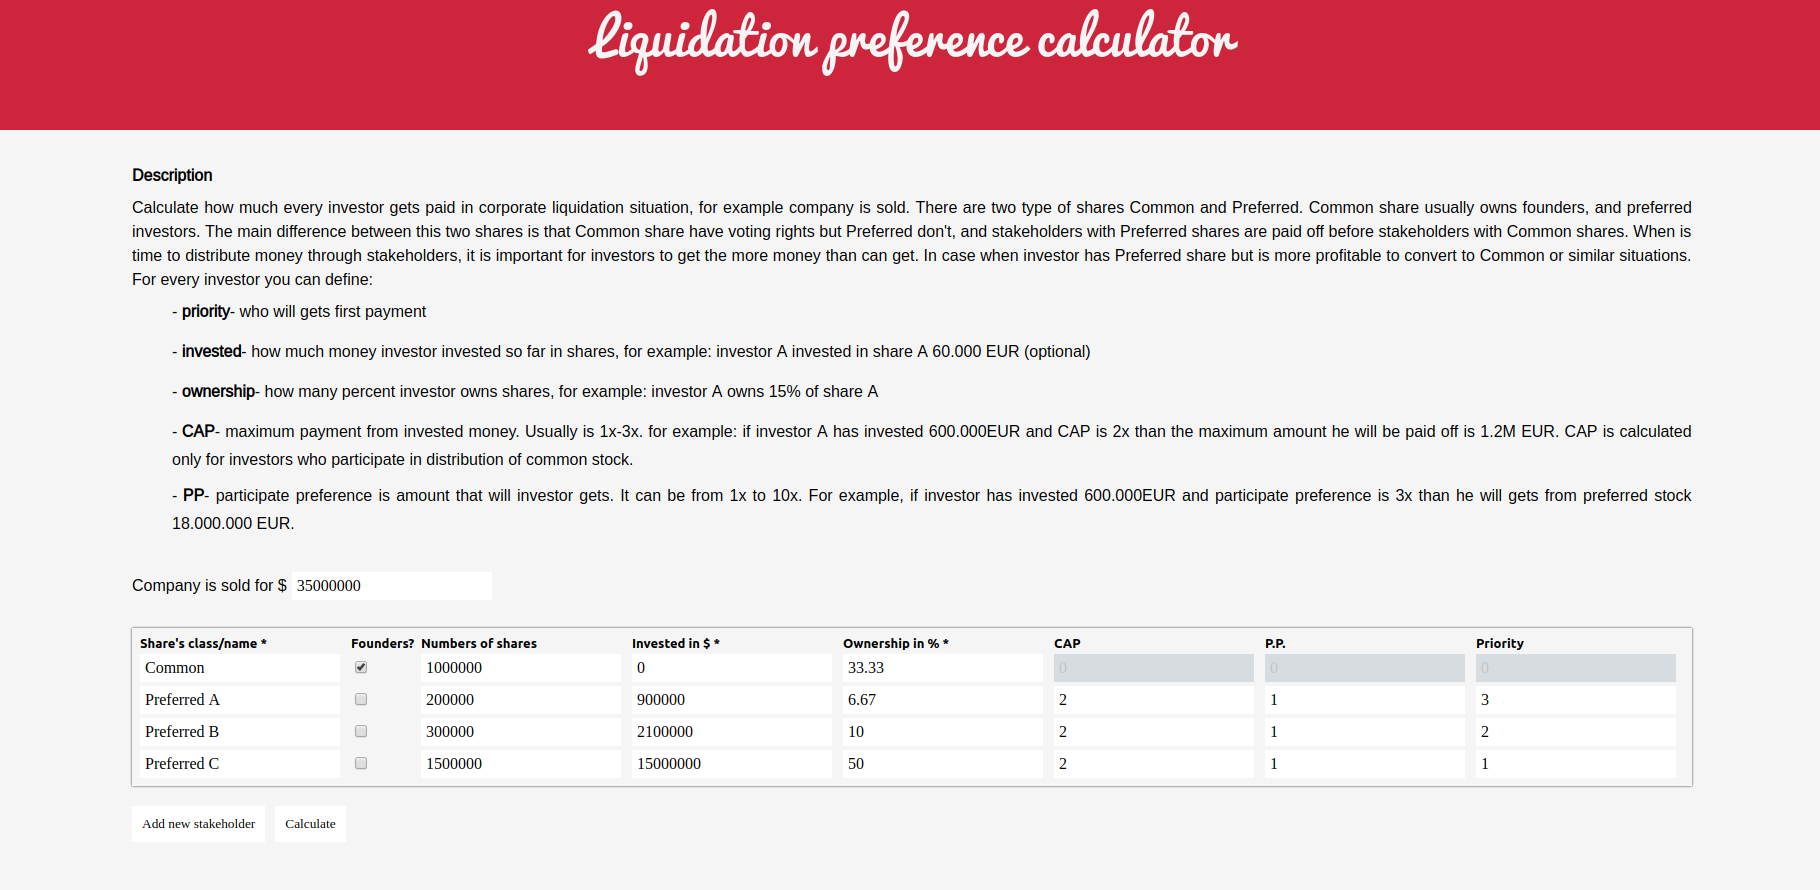 Liquidation preference calculator
Description
Calculate how much every investor gets paid in corporate liquidation situation, for example company is sold. There are two type of shares Common and Preferred. Common share usually owns founders, and preferred
investors. The main difference between this two shares is that Common share have voting rights but Preferred don't, and stakeholders with Preferred shares are paid off before stakeholders with Common shares. When is
time to distribute money through stakeholders, it is important for investors to get the more money than can get. In case when investor has Preferred share but is more profitable to convert to Common or similar situations.
For every investor you can define:
- priority- who will gets first payment
- invested- how much money investor invested so far in shares, for example: investor A invested in share A 60.000 EUR (optional)
- ownership- how many percent investor owns shares, for example: investor A owns 15% of share A
- CAP- maximum payment from invested money. Usually is 1x-3x. for example: if investor A has invested 600.000EUR and CAP is 2x than the maximum amount he will be paid off is 1.2M EUR. CAP is calculated
only for investors who participate in distribution of common stock.
- PP- participate preference is amount that will investor gets. It can be from 1x to 10x. For example, if investor has invested 600.000EUR and participate preference is 3x than he will gets from preferred stock
18.000.000 EUR.
Company is sold for $ 35000000
Share's class/name * Founders? Numbers of shares Invested in $ * Ownership in % * CAP P.P. Priority
Common 1000000 0 33.33 0 0 0
Preferred A 200000 900000 6.67 2 1 3
Preferred B 300000 2100000 10 2 1 2
Preferred C 1500000 15000000 50 2 1 1
Add new stakeholder Calculate